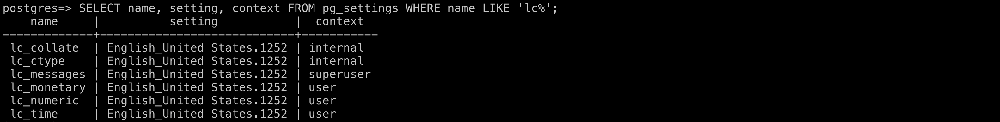 postgres=> SELECT name, setting, context FROM pg_settings WHERE name LIKE 'lc%';
    name     |          setting           |  context
-------------+----------------------------+-----------
 lc_collate  | English_United States.1252 | internal
 lc_ctype    | English_United States.1252 | internal
 lc_messages | English_United States.1252 | superuser
 lc_monetary | English_United States.1252 | user
 lc_numeric  | English_United States.1252 | user
 lc_time     | English_United States.1252 | user